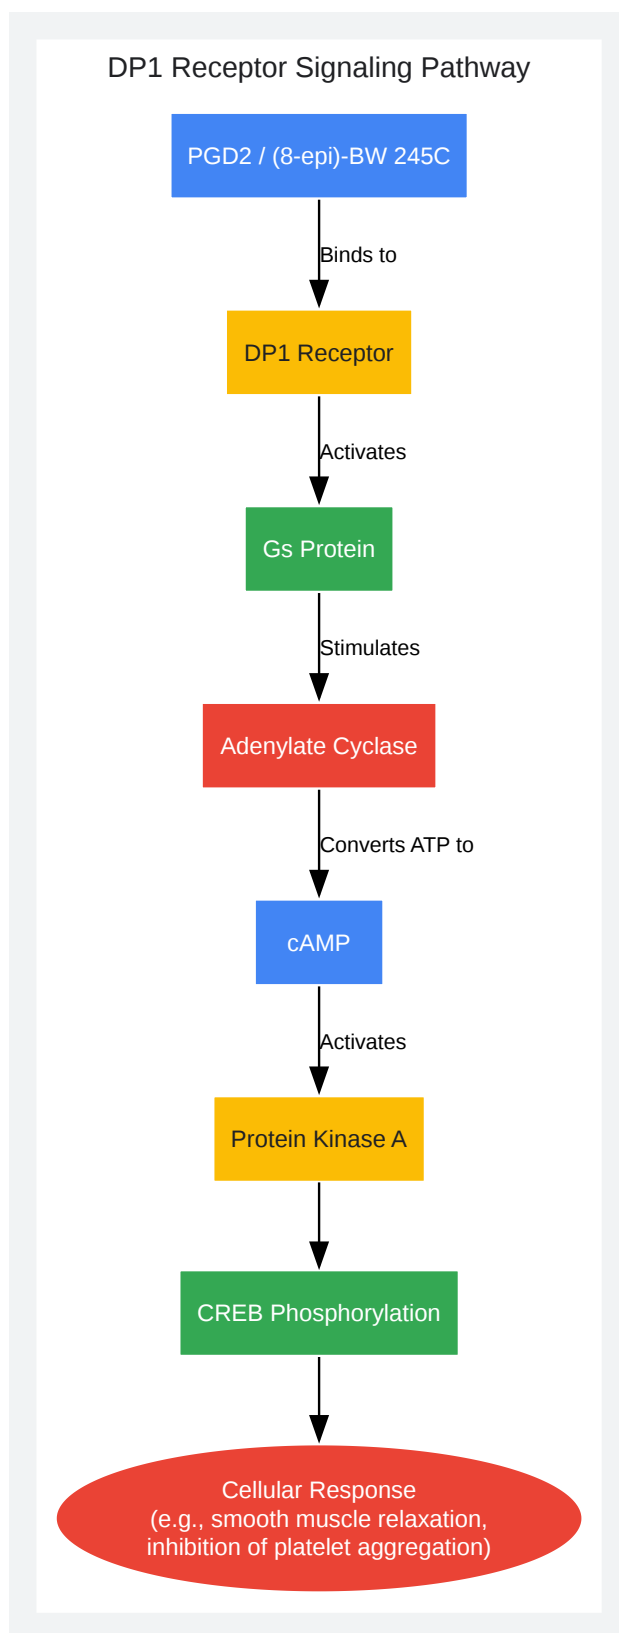 DP1 Receptor Signaling Pathway
PGD2 / (8-epi)-BW 245C
Binds to
DP1 Receptor
Activates
Gs Protein
Stimulates
Adenylate Cyclase
Converts ATP to
cAMP
Activates
Protein Kinase A
CREB Phosphorylation
Cellular Response
(e.g., smooth muscle relaxation,
inhibition of platelet aggregation)